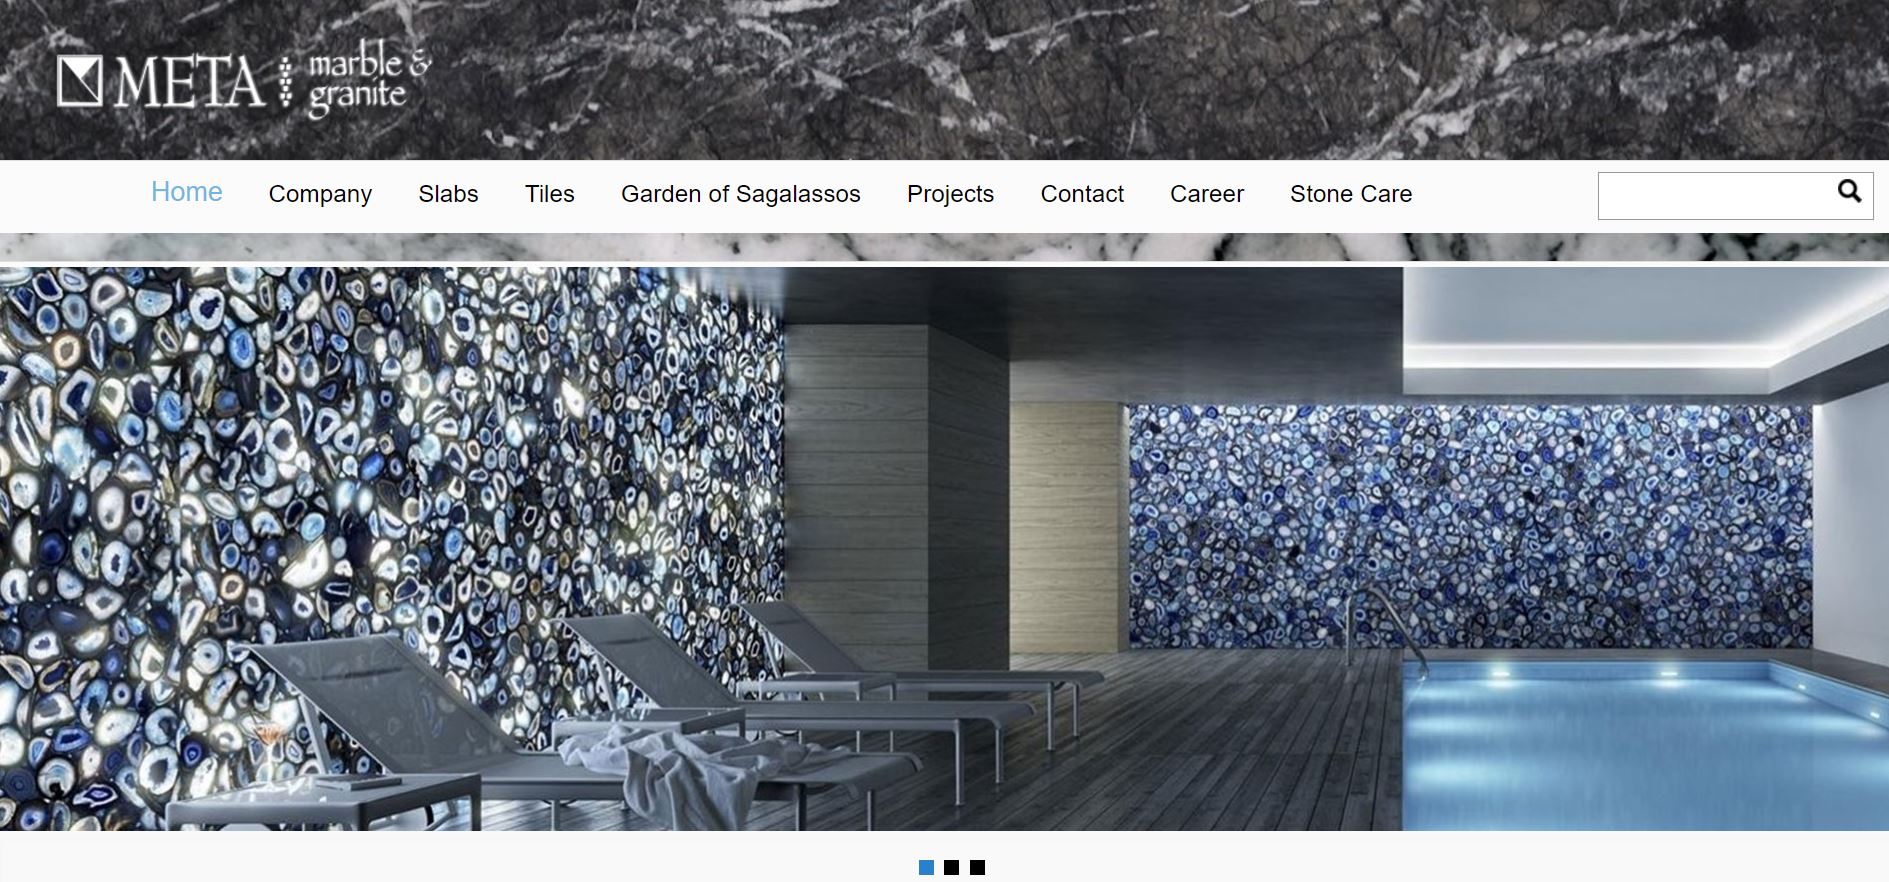 META marble &
granite
Home Company Slabs Tiles Garden of Sagalassos Projects Contact Career Stone Care